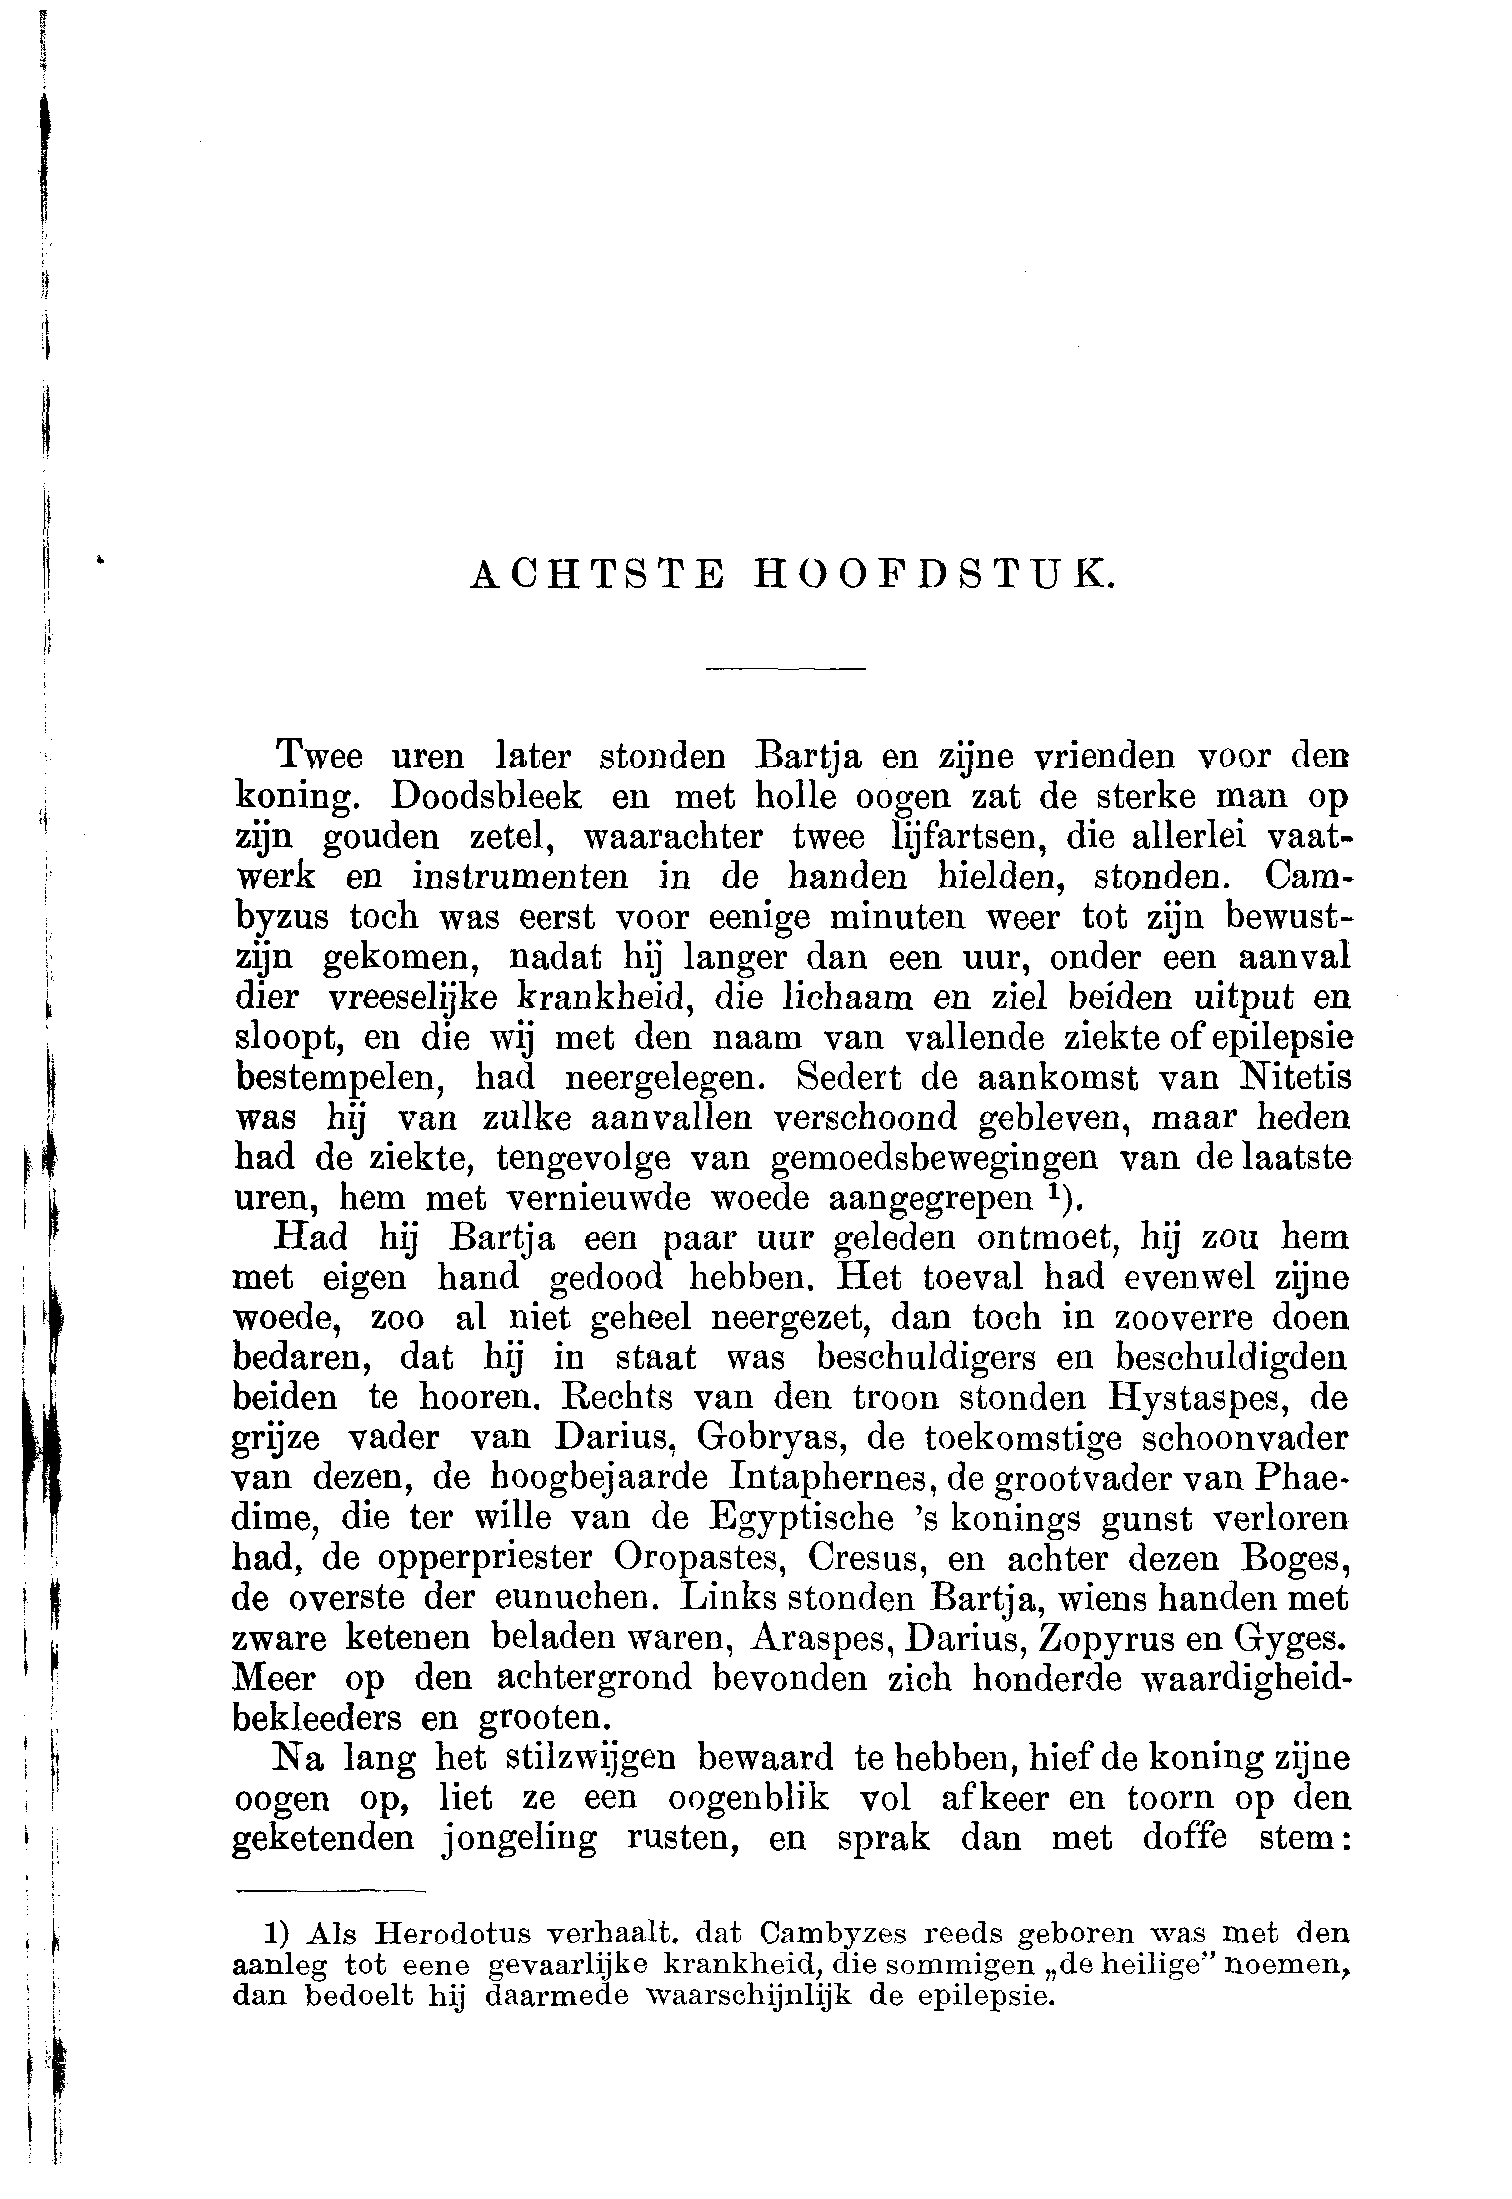 ACHTSTE HOOFDSTUK.
Twee uren later stonden Bartja en zijne vrienden voor den
koning. Doodsbleek en met holle oogen zat de sterke man op
zijn gouden zetel, waarachter twee lijfartsen, die allerlei vaat-
werk en instrumenten in de handen hielden, stonden. Cam-
byzus toch was eerst voor eenige minuten weer tot zijn bewust-
zijn gekomen, nadat hij langer dan een uur, onder een aanval
dier vreeselijke krankheid, die lichaam en ziel beiden uitput en
sloopt, en die wij met den naam van vallende ziekte of epilepsie
bestempelen, had neergelegen. Sedert de aankomst van Nitetis
was hij van zulke aanvallen verschoond gebleven, maar heden
had de ziekte, tengevolge van gemoedsbewegingen van de laatste
uren, hem met vernieuwde woede aangegrepen ¹).
Had hij Bartja een paar uur geleden ontmoet, hij zou hem
met eigen hand gedood hebben. Het toeval had evenwel zijne
woede, zoo al niet geheel neergezet, dan toch in zooverre doen
bedaren, dat hij in staat was beschuldigers en beschuldigden
beiden te hooren. Rechts van den troon stonden Hystaspes, de
grijze vader van Darius, Gobryas, de toekomstige schoonvader
van dezen, de hoogbejaarde Intaphernes, de grootvader van Phae-
dime, die ter wille van de Egyptische 's konings gunst verloren
had, de opperpriester Oropastes, Cresus, en achter dezen Boges,
de overste der eunuchen. Links stonden Bartja, wiens handen met
zware ketenen beladen waren, Araspes, Darius, Zopyrus en Gyges.
Meer op den achtergrond bevonden zich honderde waardigheid-
bekleeders en grooten.
Na lang het stilzwijgen bewaard te hebben, hief de koning zijne
oogen op, liet ze een oogenblik vol afkeer en toorn op den
geketenden jongeling rusten, en sprak dan met doffe stem:
1) Als Herodotus verhaalt. dat Cambyzes reeds geboren was met den
aanleg tot eene gevaarlijke krankheid, die sommigen „de heilige” noemen,
dan bedoelt hij daarmede waarschijnlijk de epilepsie.